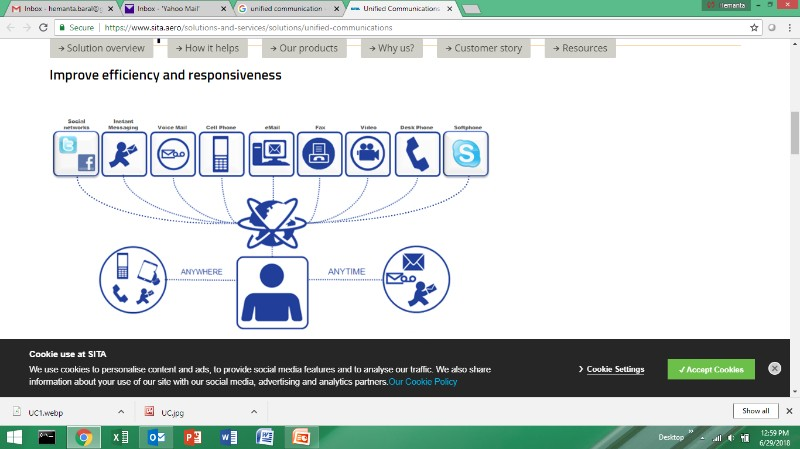 Inbox - hemanta.baral@g
Inbox - 'Yahoo Mail'
unified communication
Unified Communications
Hemanta
Secure
https://www.sita.aero/solutions-and-services/solutions/unified-communications
→ Solution overview
→ How it helps
→ Our products
→ Why us?
→ Customer story
→ Resources
Improve efficiency and responsiveness
Social networks
Instant Messaging
Voice Mail
Cell Phone
eMail
Fax
Video
Desk Phone
Softphone
ANYWHERE
ANYTIME
Cookie use at SITA
We use cookies to personalise content and ads, to provide social media features and to analyse our traffic. We also share
information about your use of our site with our social media, advertising and analytics partners.Our Cookie Policy
Cookie Settings
✓Accept Cookies
UC1.webp
UC.jpg
Show all
Desktop
12:59 PM
6/29/2018